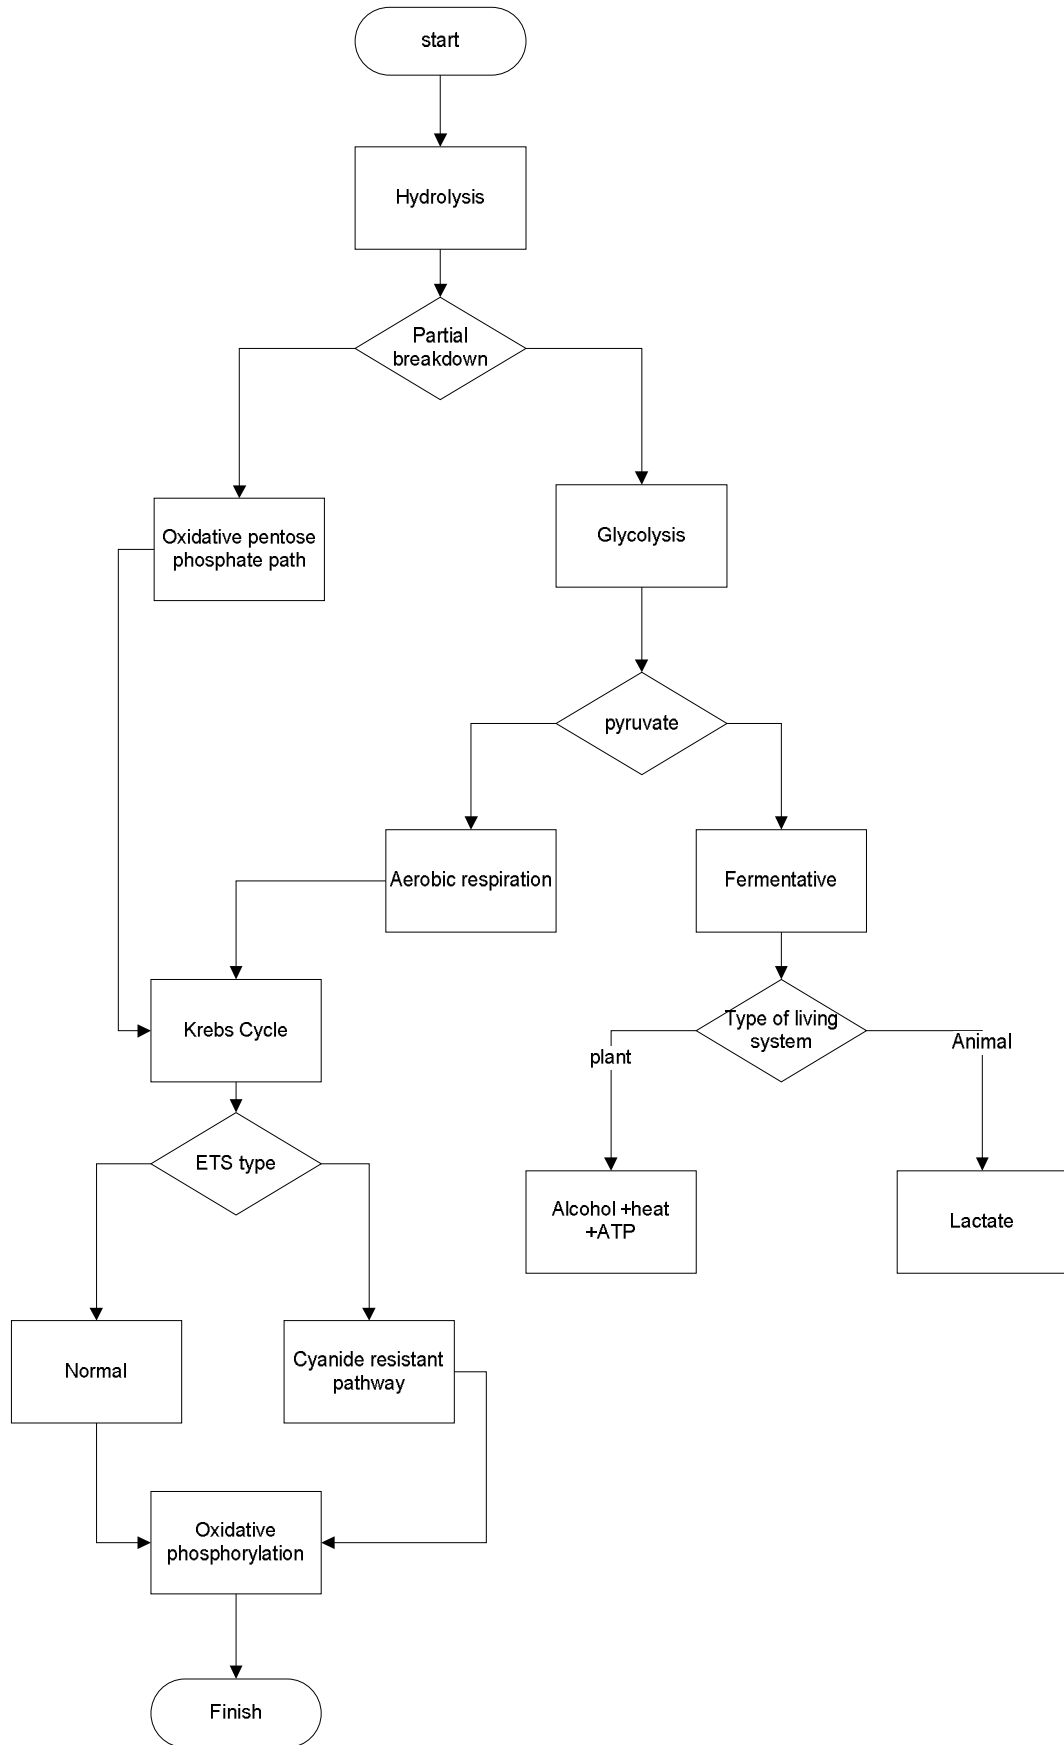 start
Hydrolysis
Partial
breakdown
Oxidative pentose
phosphate path
Glycolysis
pyruvate
Aerobic respiration
Fermentative
Krebs Cycle
Type of living
system
plant
Animal
ETS type
Alcohol +heat
+ATP
Lactate
Normal
Cyanide resistant
pathway
Oxidative
phosphorylation
Finish